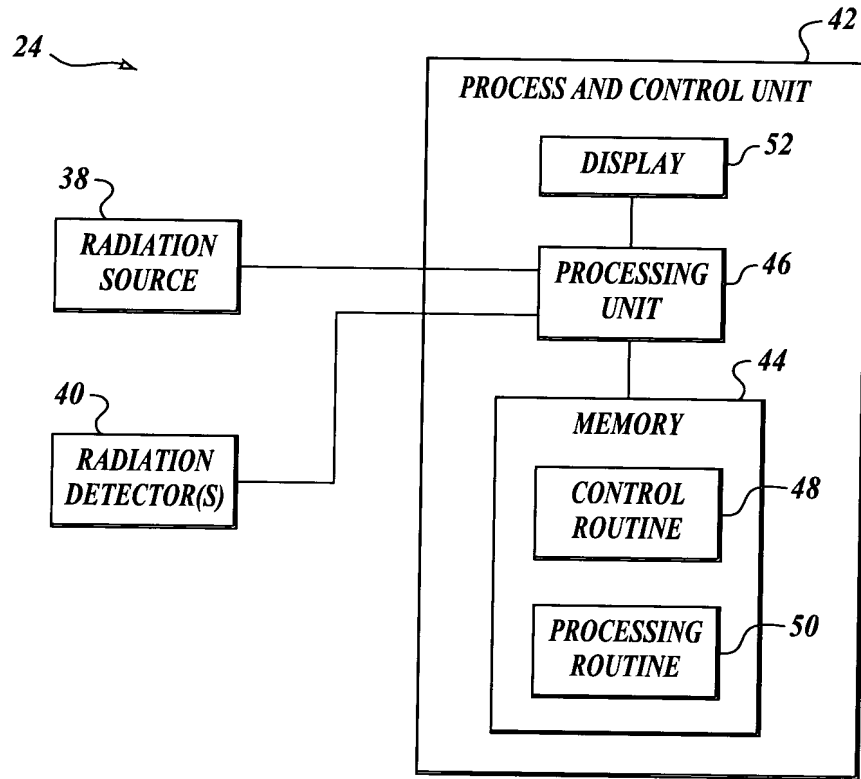 24
42
PROCESS AND CONTROL UNIT
DISPLAY
52
38
RADIATION
SOURCE
PROCESSING
UNIT
46
44
MEMORY
40
RADIATION
DETECTOR(S)
CONTROL
ROUTINE
48
PROCESSING
ROUTINE
50